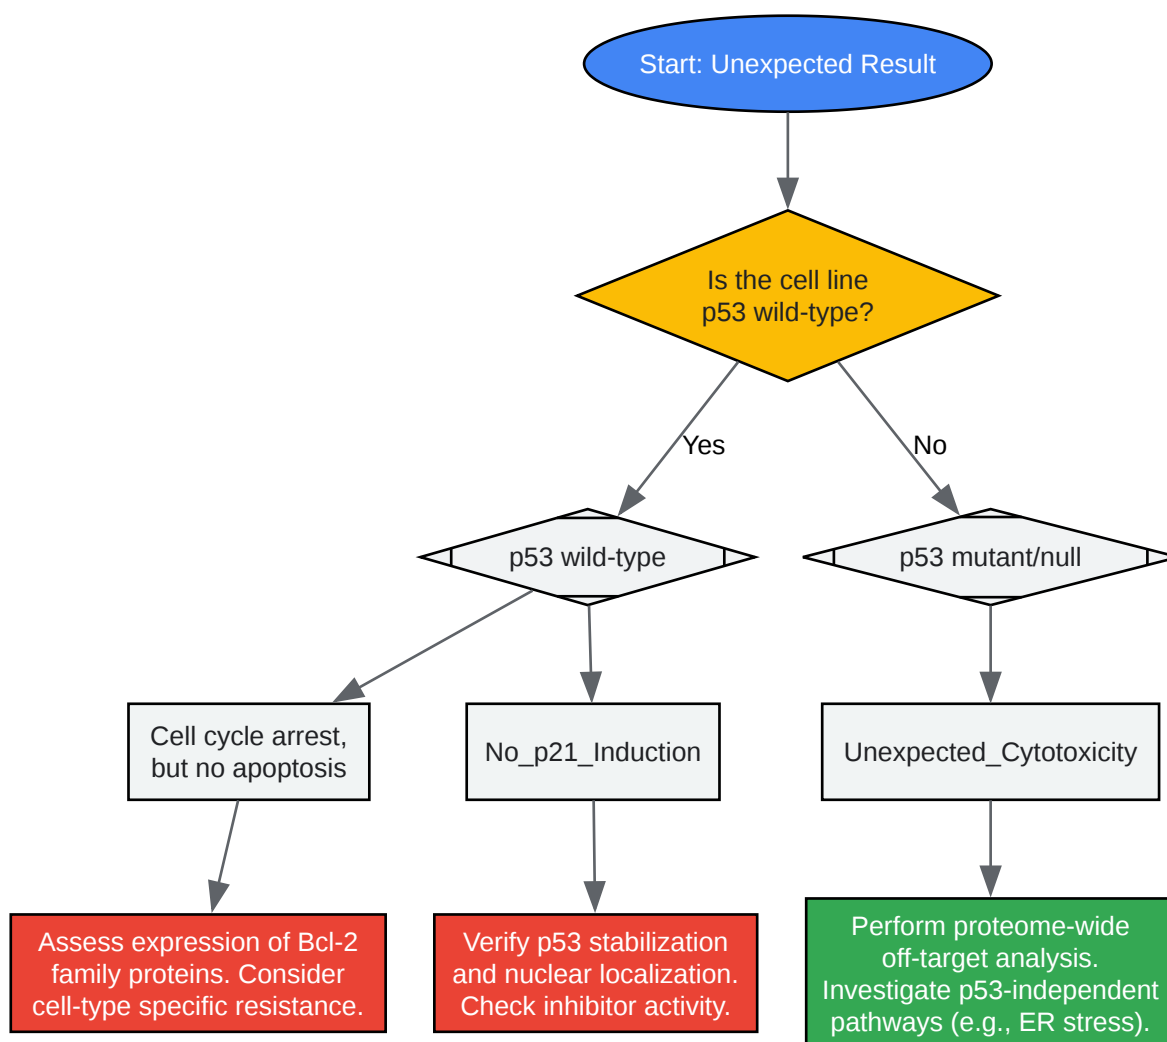 Start: Unexpected Result
Is the cell line
p53 wild-type?
Yes
No
p53 wild-type
p53 mutant/null
Cell cycle arrest,
but no apoptosis
No_p21_Induction
Unexpected_Cytotoxicity
Assess expression of Bcl-2
family proteins. Consider
cell-type specific resistance.
Verify p53 stabilization
and nuclear localization.
Check inhibitor activity.
Perform proteome-wide
off-target analysis.
Investigate p53-independent
pathways (e.g., ER stress).